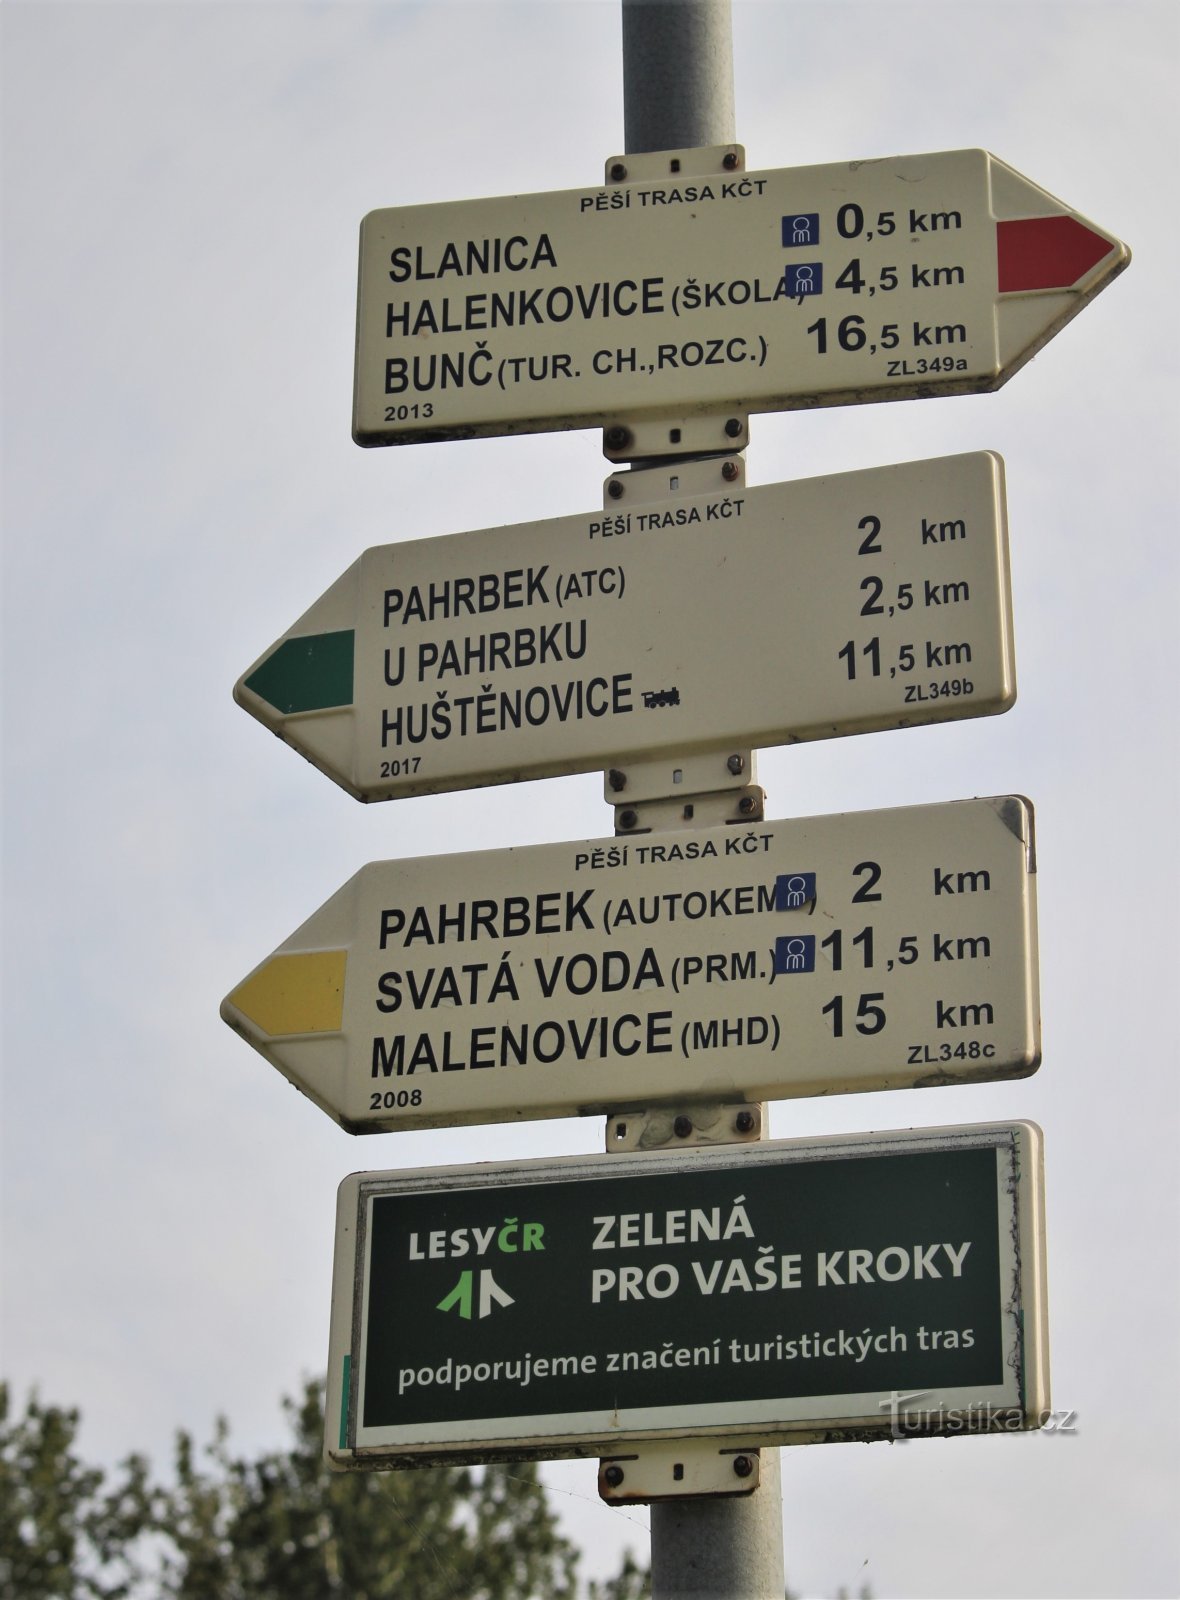 PĚŠÍ TRASA KČT
SLANICA 0,5 km
HALENKOVICE (ŠKOLA) 4,5 km
BUNČ (TUR. CH.,ROZC.) 16,5 km
2013 ZL349a
PĚŠÍ TRASA KČT
PAHRBEK (ATC) 2 km
U PAHRBKU 2,5 km
HUŠTĚNOVICE 11,5 km
2017 ZL349b
PĚŠÍ TRASA KČT
PAHRBEK (AUTOKEMP) 2 km
SVATÁ VODA (PRM.) 11,5 km
MALENOVICE (MHD) 15 km
2008 ZL348c
LESYČR ZELENÁ
PRO VAŠE KROKY
podporujeme značení turistických tras
Turistika.cz